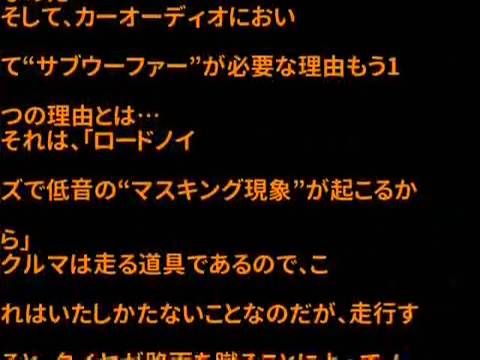 そして、カーオーディオにおい
て“サブウーファー”が必要な理由もう1
つの理由とは…
それは、「ロードノイ
ズで低音の“マスキング現象”が起こるか
ら」
クルマは走る道具であるので、こ
れはいたしかたないことなのだが、走行す